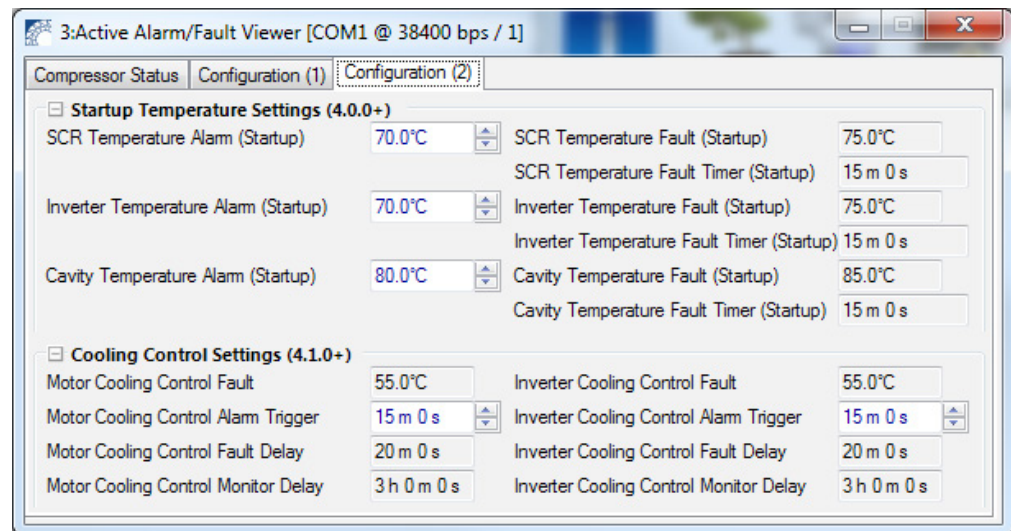 3:Active Alarm/Fault Viewer [COM1 @ 38400 bps / 1]
Compressor Status Configuration (1) Configuration (2)
Startup Temperature Settings (4.0.0+)
SCR Temperature Alarm (Startup) 70.0°C SCR Temperature Fault (Startup) 75.0°C
SCR Temperature Fault Timer (Startup) 15 m 0 s
Inverter Temperature Alarm (Startup) 70.0°C Inverter Temperature Fault (Startup) 75.0°C
Inverter Temperature Fault Timer (Startup) 15 m 0 s
Cavity Temperature Alarm (Startup) 80.0°C Cavity Temperature Fault (Startup) 85.0°C
Cavity Temperature Fault Timer (Startup) 15 m 0 s
Cooling Control Settings (4.1.0+)
Motor Cooling Control Fault 55.0°C Inverter Cooling Control Fault 55.0°C
Motor Cooling Control Alarm Trigger 15 m 0 s Inverter Cooling Control Alarm Trigger 15 m 0 s
Motor Cooling Control Fault Delay 20 m 0 s Inverter Cooling Control Fault Delay 20 m 0 s
Motor Cooling Control Monitor Delay 3 h 0 m 0 s Inverter Cooling Control Monitor Delay 3 h 0 m 0 s